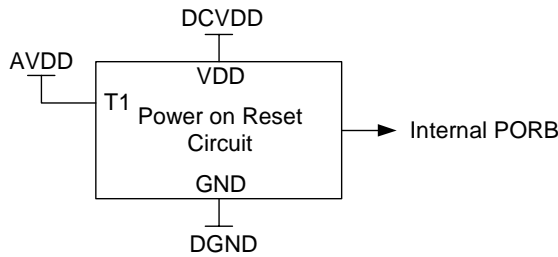 DCVDD
AVDD
VDD
T1
Power on Reset
Circuit
Internal PORB
GND
DGND